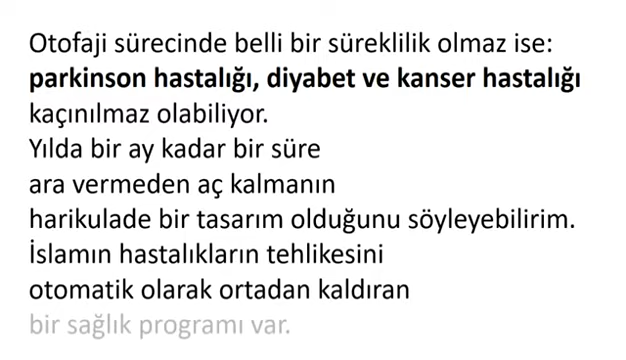 Otofaji sürecinde belli bir süreklilik olmaz ise:
parkinson hastalığı, diyabet ve kanser hastalığı
kaçınılmaz olabiliyor.
Yılda bir ay kadar bir süre
ara vermeden aç kalmanın
harikulade bir tasarım olduğunu söyleyebilirim.
İslamın hastalıkların tehlikesini
otomatik olarak ortadan kaldıran
bir sağlık programı var.